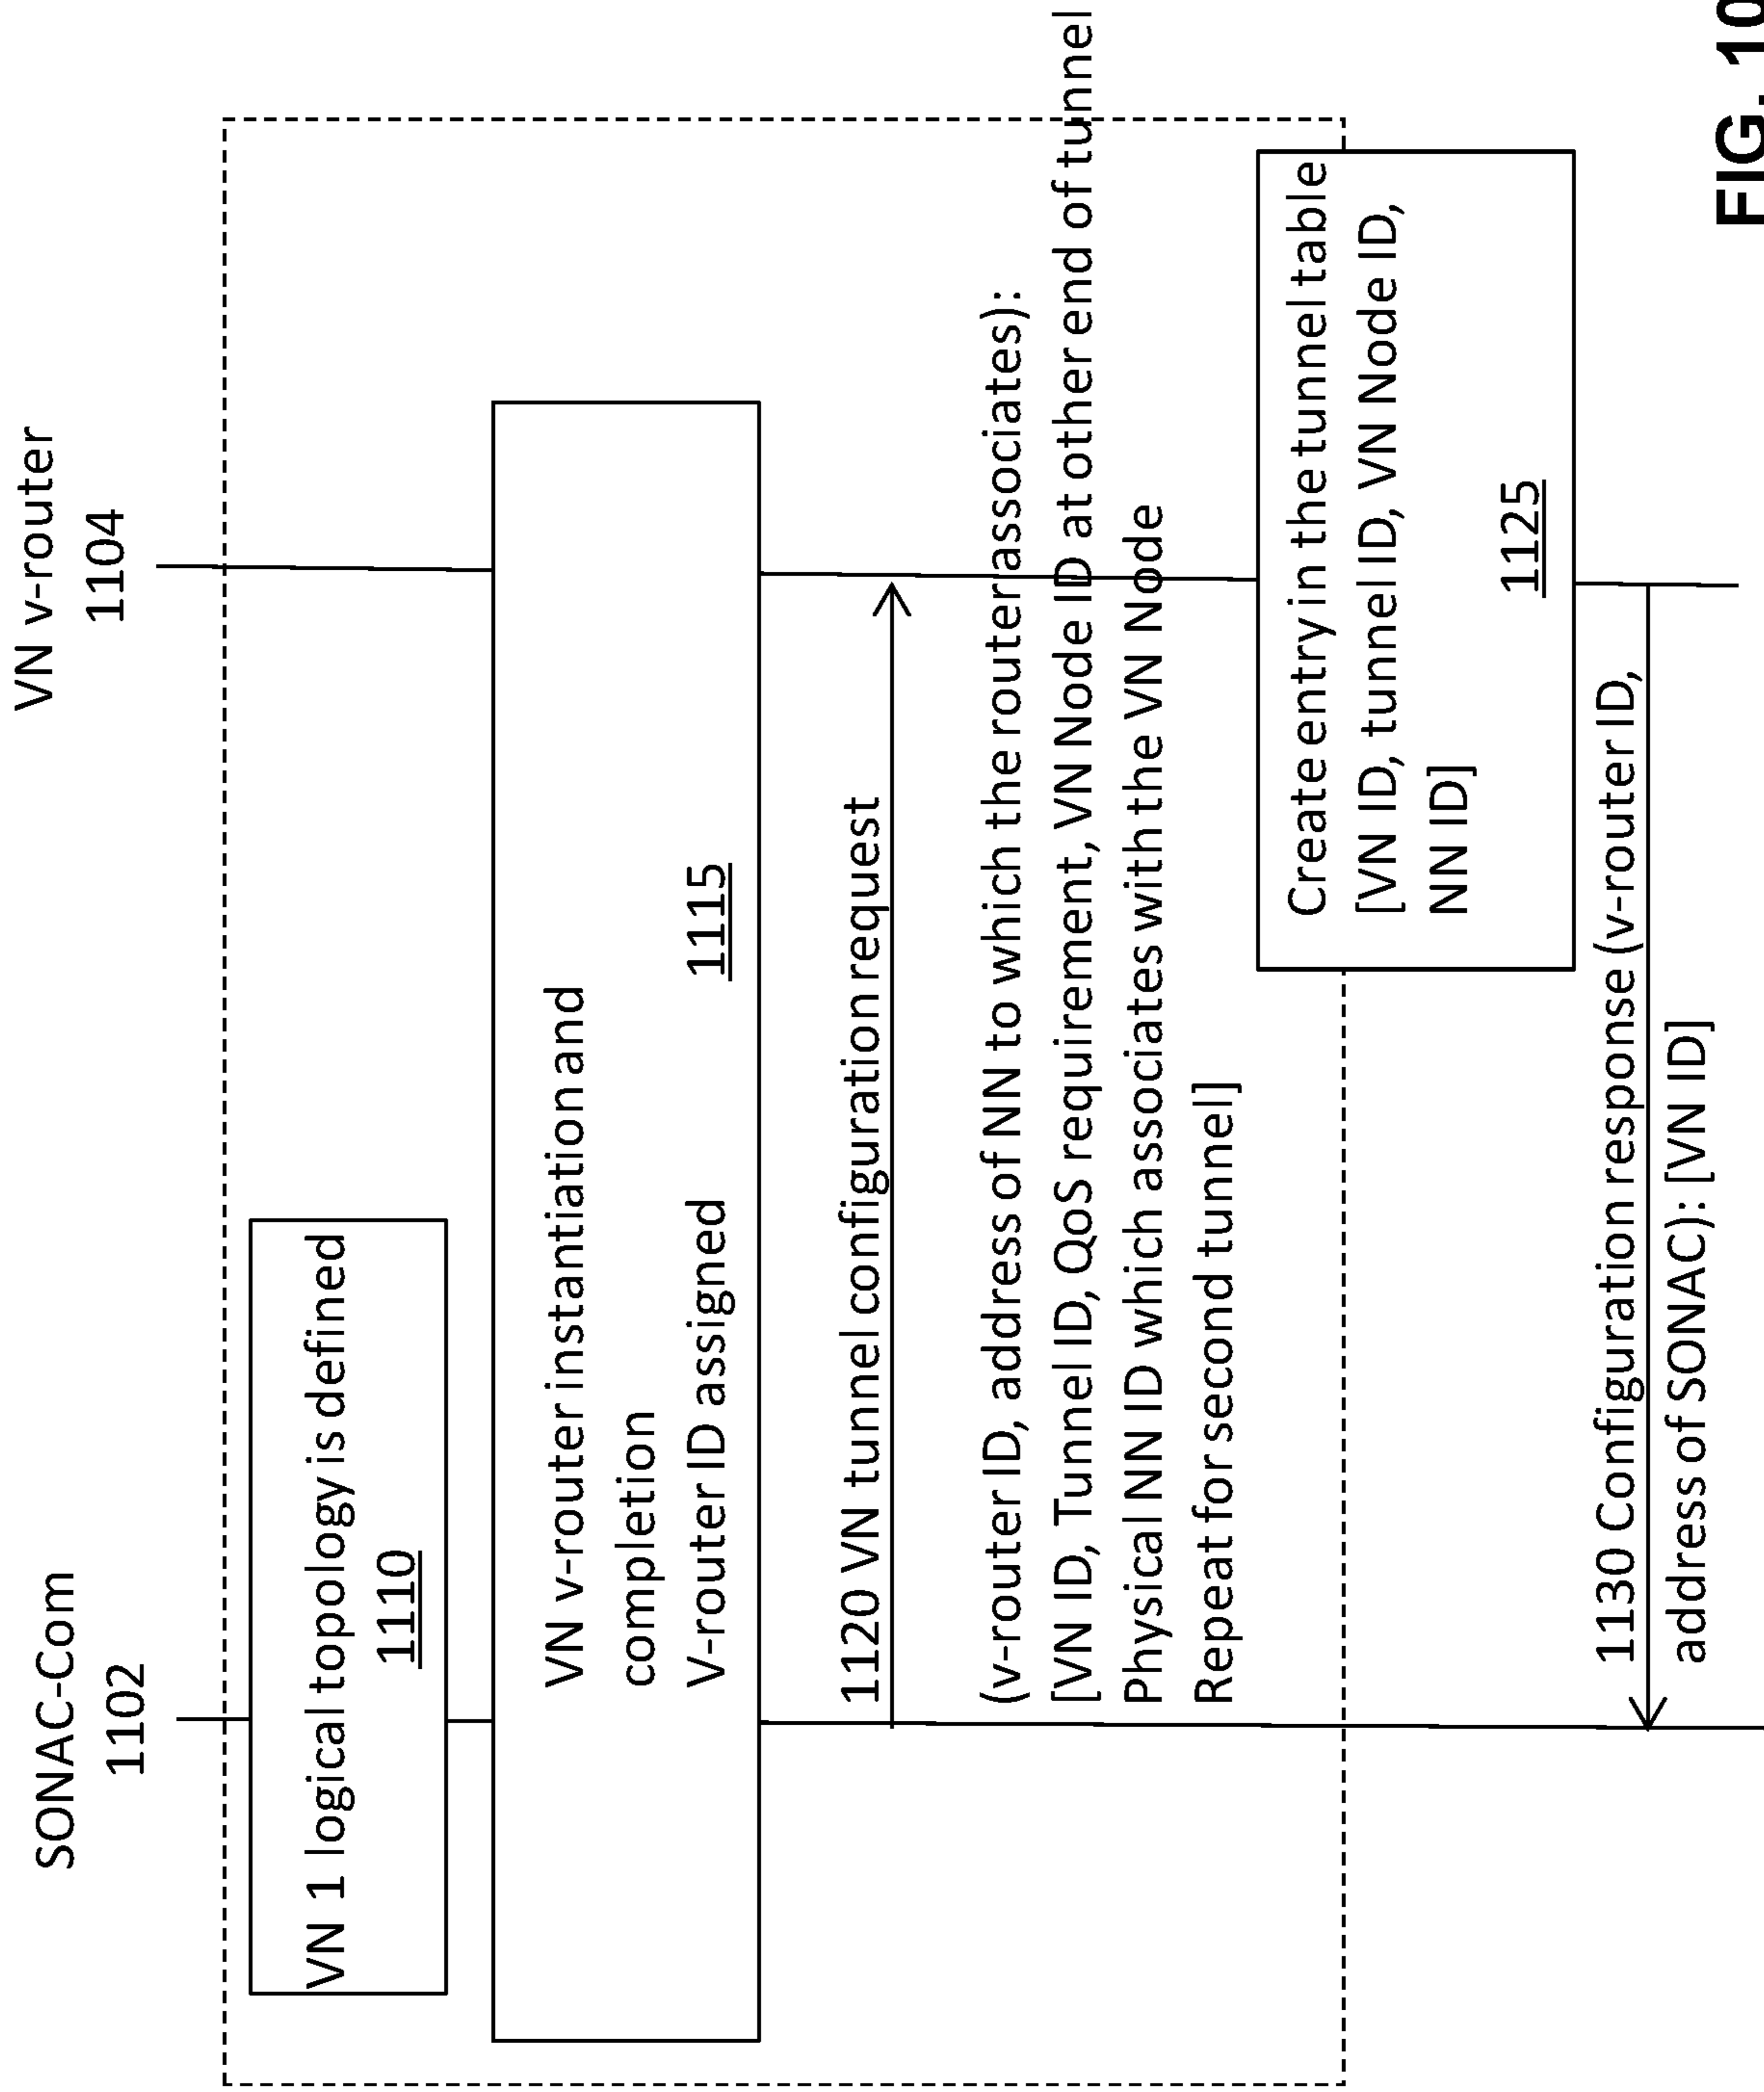 SONAC-Com
1102
VN v-router
1104
VN 1 logical topology is defined
1110
VN v-router instantiation and
completion
V-router ID assigned
1115
1120 VN tunnel configuration request
(v-router ID, address of NN to which the router associates):
[VN ID, Tunnel ID, QoS requirement, VN Node ID at other end of tunnel
Physical NN ID which associates with the VN Node
Repeat for second tunnel]
Create entry in the tunnel table
[VN ID, tunnel ID, VN Node ID,
NN ID]
1125
1130 Configuration response (v-router ID,
address of SONAC): [VN ID]
FIG. 10